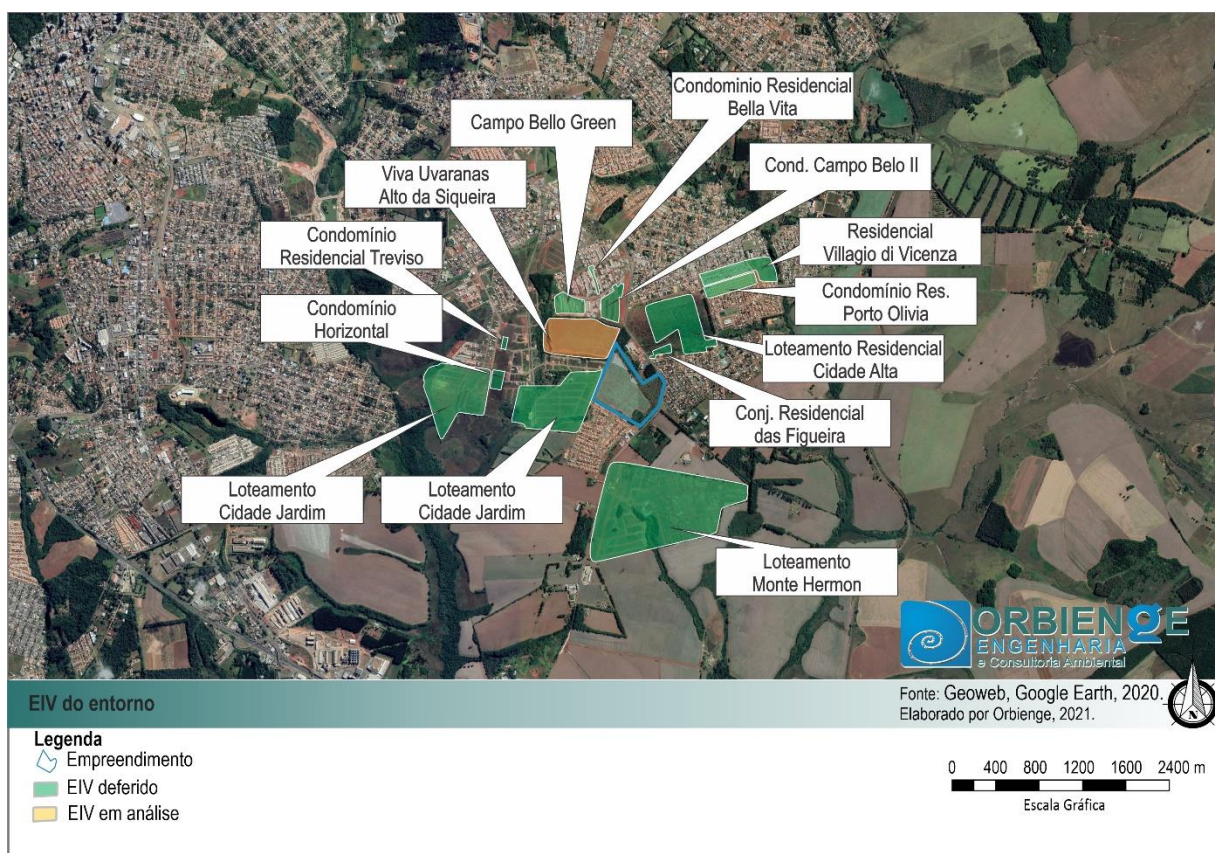 Condominio Residencial
Bella Vita
Campo Bello Green
Cond. Campo Belo II
Viva Uvaranas
Alto da Siqueira
Residencial
Villagio di Vicenza
Condomínio
Residencial Treviso
Condomínio Res.
Porto Olivia
Condomínio
Horizontal
Loteamento Residencial
Cidade Alta
Conj. Residencial
das Figueira
Loteamento
Cidade Jardim
Loteamento
Cidade Jardim
Loteamento
Monte Hermon
ORBIENGE
ENGENHARIA
e Consultoria Ambiental
EIV do entorno
Fonte: Geoweb, Google Earth, 2020.
Elaborado por Orbienge, 2021.
N
Legenda
Empreendimento
EIV deferido
EIV em análise
0 400 800 1200 1600 2400 m
Escala Gráfica